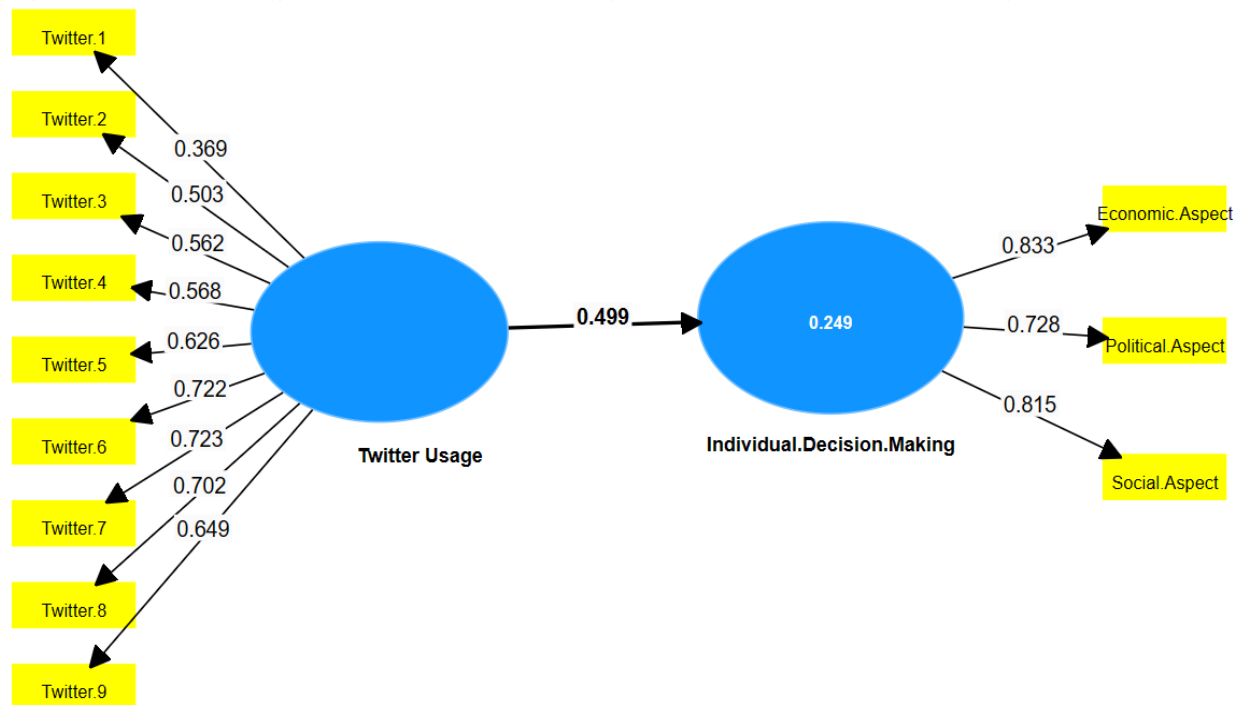 Twitter.1
Twitter.2
Twitter.3
Twitter.4
Twitter.5
Twitter.6
Twitter.7
Twitter.8
Twitter.9
0.369
0.503
0.562
0.568
0.626
0.722
0.723
0.702
0.649
Twitter Usage
0.499
0.249
Individual.Decision.Making
0.833
0.728
0.815
Economic.Aspect
Political.Aspect
Social.Aspect